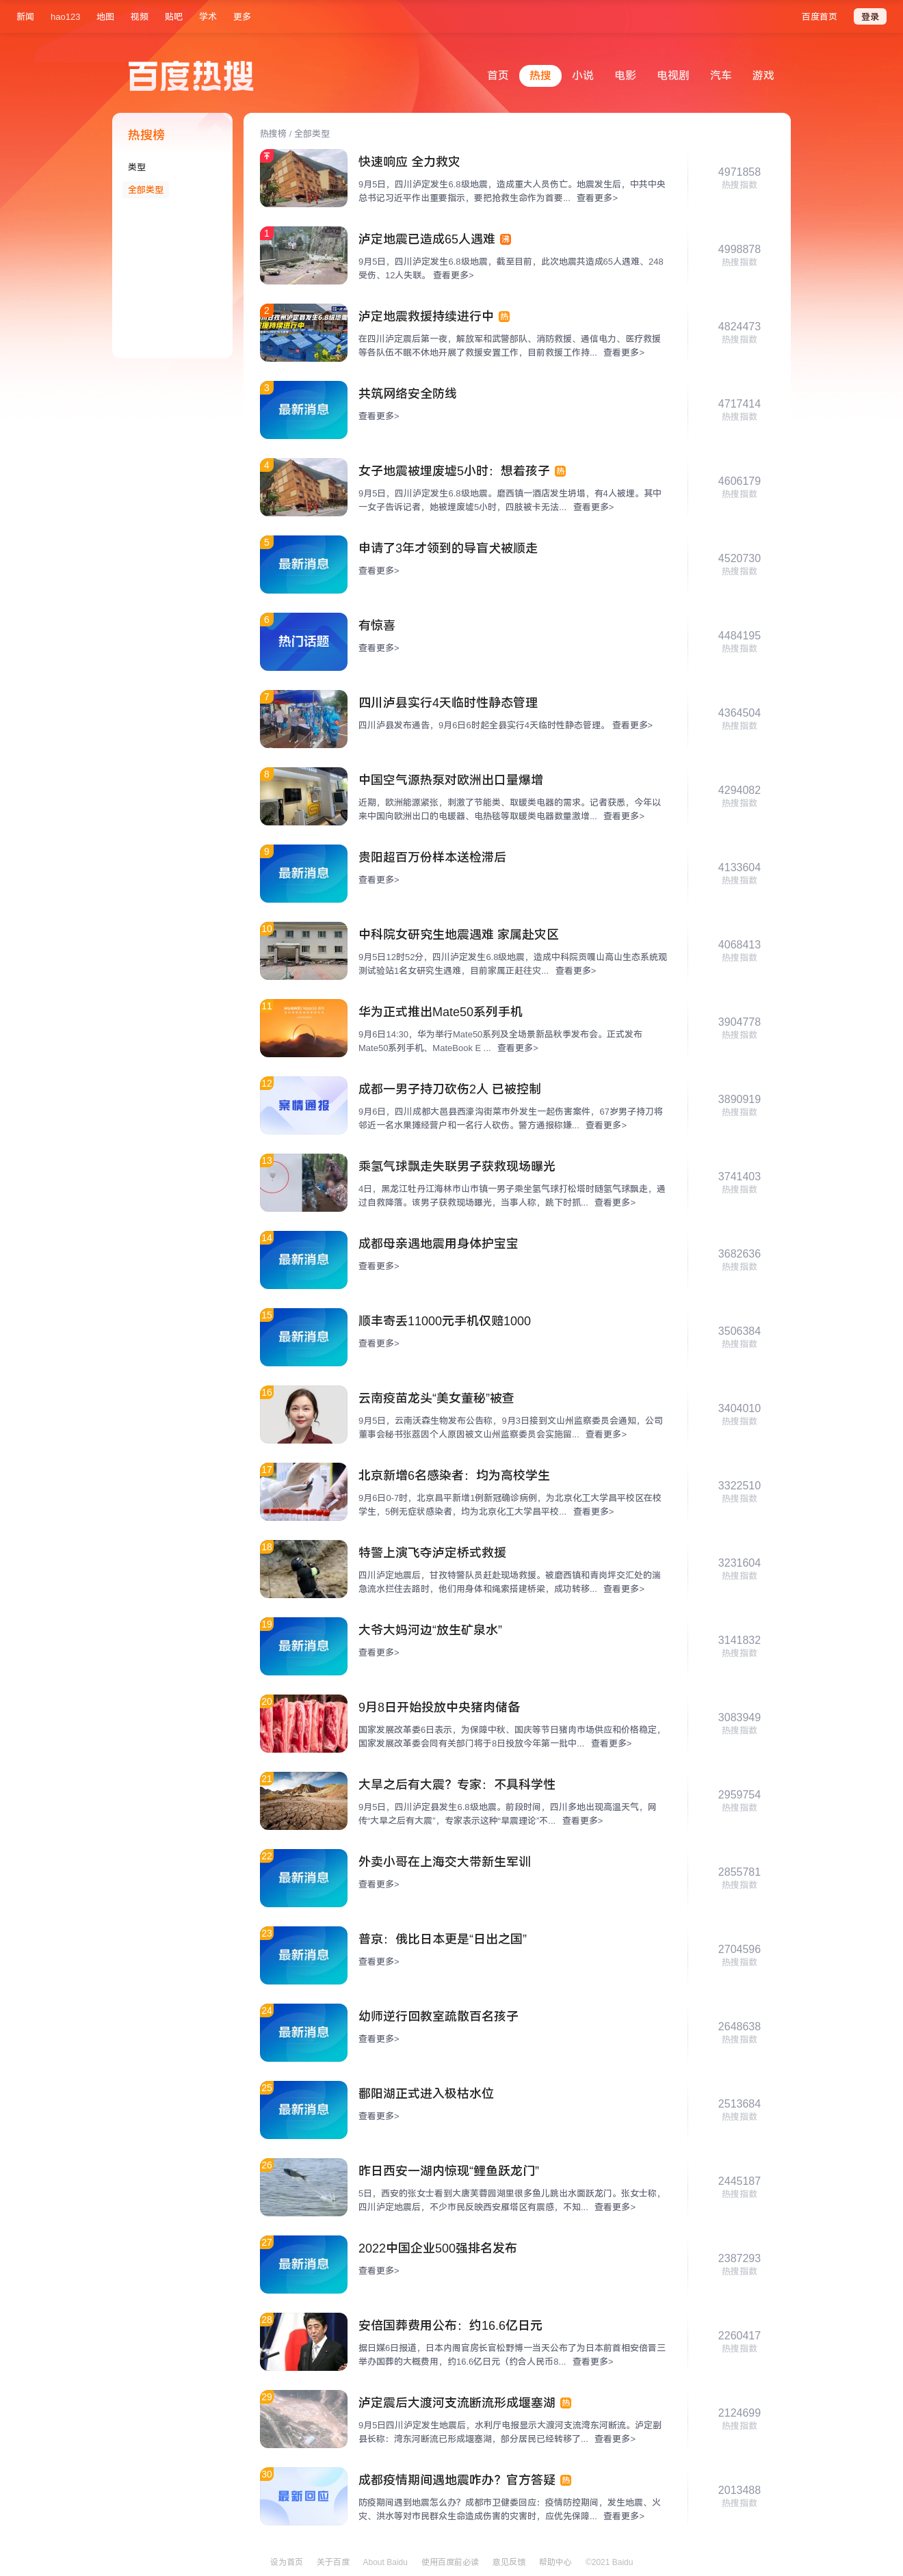 新闻 hao123 地图 视频 贴吧 学术 更多 百度首页 登录
百度热搜
首页 热搜 小说 电影 电视剧 汽车 游戏
热搜榜
类型
全部类型
热搜榜 / 全部类型
快速响应 全力救灾
9月5日，四川泸定发生6.8级地震，造成重大人员伤亡。地震发生后，中共中央
总书记习近平作出重要指示，要把抢救生命作为首要... 查看更多>
4971858
热搜指数
1
泸定地震已造成65人遇难 沸
9月5日，四川泸定发生6.8级地震，截至目前，此次地震共造成65人遇难、248
受伤、12人失联。 查看更多>
4998878
热搜指数
2
泸定地震救援持续进行中 热
在四川泸定震后第一夜，解放军和武警部队、消防救援、通信电力、医疗救援
等各队伍不眠不休地开展了救援安置工作，目前救援工作持... 查看更多>
4824473
热搜指数
3
最新消息
共筑网络安全防线
查看更多>
4717414
热搜指数
4
女子地震被埋废墟5小时：想着孩子 热
9月5日，四川泸定发生6.8级地震。磨西镇一酒店发生坍塌，有4人被埋。其中
一女子告诉记者，她被埋废墟5小时，四肢被卡无法... 查看更多>
4606179
热搜指数
5
最新消息
申请了3年才领到的导盲犬被顺走
查看更多>
4520730
热搜指数
6
热门话题
有惊喜
查看更多>
4484195
热搜指数
7
四川泸县实行4天临时性静态管理
四川泸县发布通告，9月6日6时起全县实行4天临时性静态管理。 查看更多>
4364504
热搜指数
8
中国空气源热泵对欧洲出口量爆增
近期，欧洲能源紧张，刺激了节能类、取暖类电器的需求。记者获悉，今年以
来中国向欧洲出口的电暖器、电热毯等取暖类电器数量激增... 查看更多>
4294082
热搜指数
9
最新消息
贵阳超百万份样本送检滞后
查看更多>
4133604
热搜指数
10
中科院女研究生地震遇难 家属赴灾区
9月5日12时52分，四川泸定发生6.8级地震，造成中科院贡嘎山高山生态系统观
测试验站1名女研究生遇难，目前家属正赶往灾... 查看更多>
4068413
热搜指数
11
华为正式推出Mate50系列手机
9月6日14:30，华为举行Mate50系列及全场景新品秋季发布会。正式发布
Mate50系列手机、MateBook E ... 查看更多>
3904778
热搜指数
12
案情通报
成都一男子持刀砍伤2人 已被控制
9月6日，四川成都大邑县西濠沟街菜市外发生一起伤害案件，67岁男子持刀将
邻近一名水果摊经营户和一名行人砍伤。警方通报称嫌... 查看更多>
3890919
热搜指数
13
乘氢气球飘走失联男子获救现场曝光
4日，黑龙江牡丹江海林市山市镇一男子乘坐氢气球打松塔时随氢气球飘走，通
过自救降落。该男子获救现场曝光，当事人称，跳下时抓... 查看更多>
3741403
热搜指数
14
最新消息
成都母亲遇地震用身体护宝宝
查看更多>
3682636
热搜指数
15
最新消息
顺丰寄丢11000元手机仅赔1000
查看更多>
3506384
热搜指数
16
云南疫苗龙头“美女董秘”被查
9月5日，云南沃森生物发布公告称，9月3日接到文山州监察委员会通知，公司
董事会秘书张荔因个人原因被文山州监察委员会实施留... 查看更多>
3404010
热搜指数
17
北京新增6名感染者：均为高校学生
9月6日0-7时，北京昌平新增1例新冠确诊病例，为北京化工大学昌平校区在校
学生，5例无症状感染者，均为北京化工大学昌平校... 查看更多>
3322510
热搜指数
18
特警上演飞夺泸定桥式救援
四川泸定地震后，甘孜特警队员赶赴现场救援。被磨西镇和青岗坪交汇处的湍
急流水拦住去路时，他们用身体和绳索搭建桥梁，成功转移... 查看更多>
3231604
热搜指数
19
最新消息
大爷大妈河边“放生矿泉水”
查看更多>
3141832
热搜指数
20
9月8日开始投放中央猪肉储备
国家发展改革委6日表示，为保障中秋、国庆等节日猪肉市场供应和价格稳定，
国家发展改革委会同有关部门将于8日投放今年第一批中... 查看更多>
3083949
热搜指数
21
大旱之后有大震？专家：不具科学性
9月5日，四川泸定县发生6.8级地震。前段时间，四川多地出现高温天气，网
传“大旱之后有大震”，专家表示这种“旱震理论”不... 查看更多>
2959754
热搜指数
22
最新消息
外卖小哥在上海交大带新生军训
查看更多>
2855781
热搜指数
23
最新消息
普京：俄比日本更是“日出之国”
查看更多>
2704596
热搜指数
24
最新消息
幼师逆行回教室疏散百名孩子
查看更多>
2648638
热搜指数
25
最新消息
鄱阳湖正式进入极枯水位
查看更多>
2513684
热搜指数
26
昨日西安一湖内惊现“鲤鱼跃龙门”
5日，西安的张女士看到大唐芙蓉园湖里很多鱼儿跳出水面跃龙门。张女士称，
四川泸定地震后，不少市民反映西安雁塔区有震感，不知... 查看更多>
2445187
热搜指数
27
最新消息
2022中国企业500强排名发布
查看更多>
2387293
热搜指数
28
安倍国葬费用公布：约16.6亿日元
据日媒6日报道，日本内阁官房长官松野博一当天公布了为日本前首相安倍晋三
举办国葬的大概费用，约16.6亿日元（约合人民币8... 查看更多>
2260417
热搜指数
29
泸定震后大渡河支流断流形成堰塞湖 热
9月5日四川泸定发生地震后，水利厅电报显示大渡河支流湾东河断流。泸定副
县长称：湾东河断流已形成堰塞湖，部分居民已经转移了... 查看更多>
2124699
热搜指数
30
最新回应
成都疫情期间遇地震咋办？官方答疑 热
防疫期间遇到地震怎么办？成都市卫健委回应：疫情防控期间，发生地震、火
灾、洪水等对市民群众生命造成伤害的灾害时，应优先保障... 查看更多>
2013488
热搜指数
设为首页 关于百度 About Baidu 使用百度前必读 意见反馈 帮助中心 ©2021 Baidu